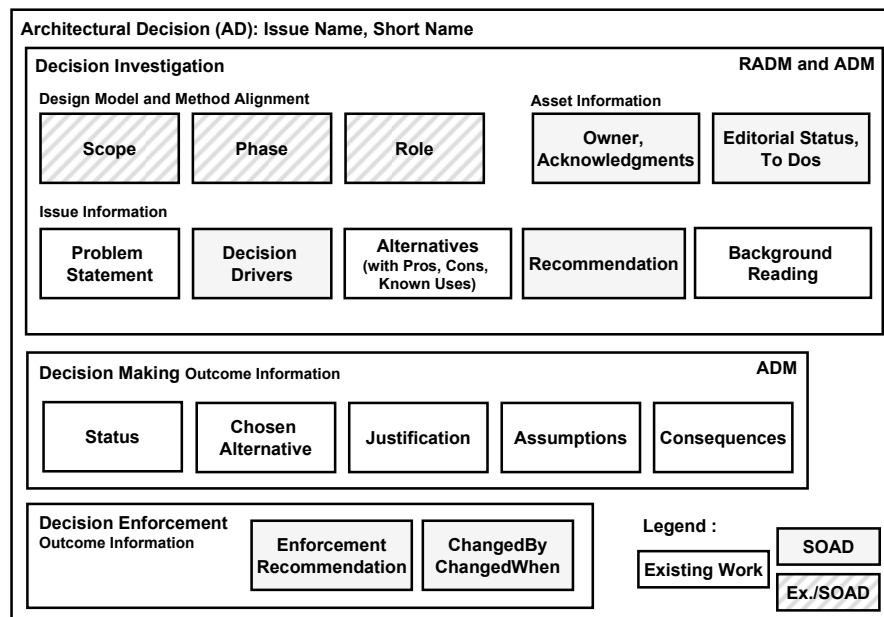 Architectural Decision (AD): Issue Name, Short Name
Decision Investigation
RADM and ADM
Design Model and Method Alignment
Asset Information
Scope
Phase
Role
Owner,
Acknowledgments
Editorial Status,
To Dos
Issue Information
Problem
Statement
Decision
Drivers
Alternatives
(with Pros, Cons,
Known Uses)
Recommendation
Background
Reading
Decision Making Outcome Information
ADM
Status
Chosen
Alternative
Justification
Assumptions
Consequences
Decision Enforcement
Outcome Information
Enforcement
Recommendation
ChangedBy
ChangedWhen
Legend :
Existing Work
SOAD
Ex./SOAD